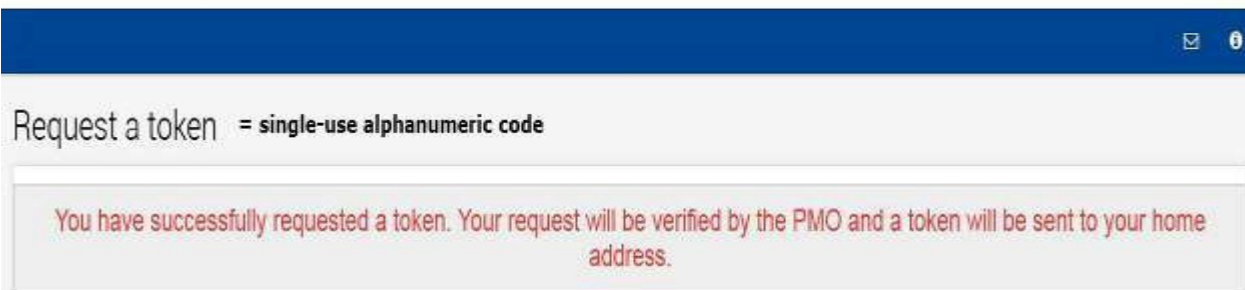 Request a token = single-use alphanumeric code
You have successfully requested a token. Your request will be verified by the PMO and a token will be sent to your home
address.